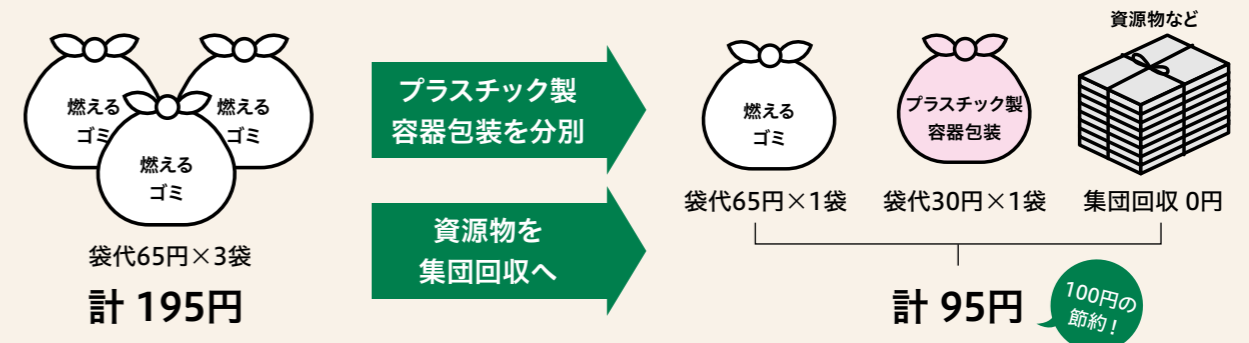 燃える
ゴミ
燃える
ゴミ
燃える
ゴミ
袋代65円×3袋
計 195円
プラスチック製
容器包装を分別
資源物を
集団回収へ
燃える
ゴミ
袋代65円×1袋
プラスチック製
容器包装
袋代30円×1袋
資源物など
集団回収 0円
計 95円
100円の
節約!